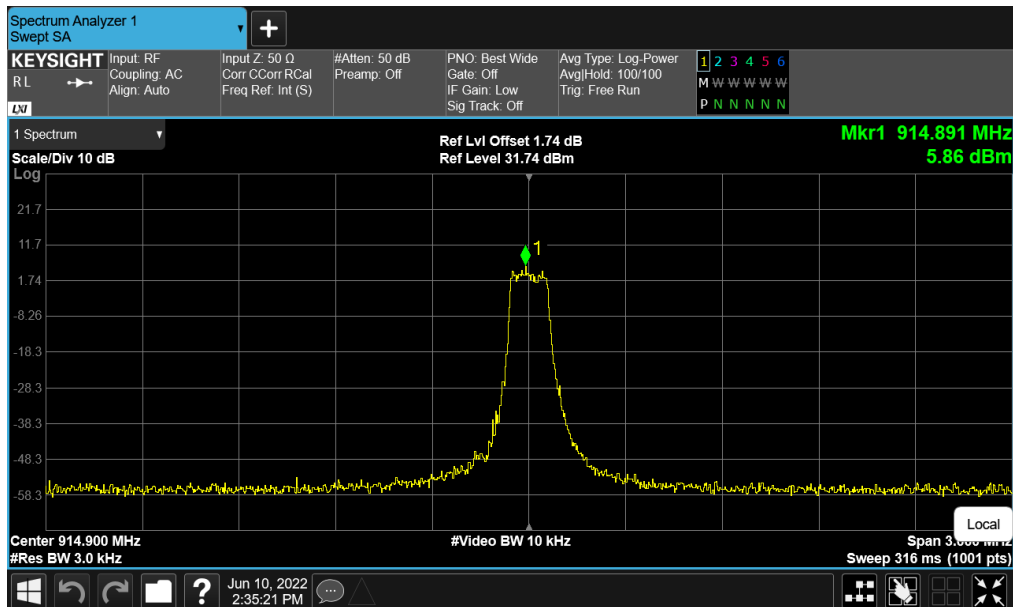 Spectrum Analyzer 1
Swept SA
KEYSIGHT
R L
LXI
Input: RF
Coupling: AC
Align: Auto
Input Z: 50 Ω
Corr CCorr RCal
Freq Ref: Int (S)
#Atten: 50 dB
Preamp: Off
PNO: Best Wide
Gate: Off
IF Gain: Low
Sig Track: Off
Avg Type: Log-Power
Avg|Hold: 100/100
Trig: Free Run
1 2 3 4 5 6
M W W W W W
P N N N N N
1 Spectrum
Scale/Div 10 dB
Ref Lvl Offset 1.74 dB
Ref Level 31.74 dBm
Mkr1 914.891 MHz
5.86 dBm
Log
21.7
11.7
1
1.74
-8.26
-18.3
-28.3
-38.3
-48.3
-58.3
Local
Center 914.900 MHz
#Res BW 3.0 kHz
#Video BW 10 kHz
Span
Sweep 316 ms (1001 pts)
?
Jun 10, 2022
2:35:21 PM